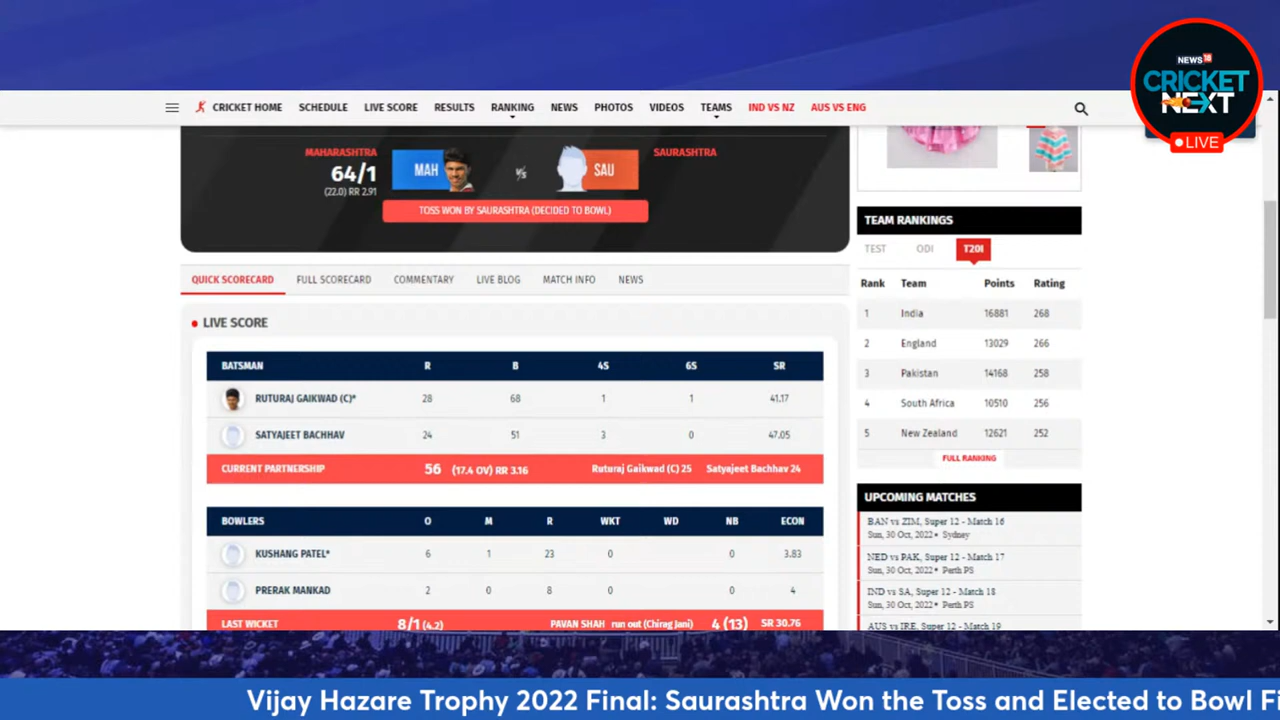 NEWS18
CRICKET
NEXT
LIVE
CRICKET HOME SCHEDULE LIVE SCORE RESULTS RANKING NEWS PHOTOS VIDEOS TEAMS IND VS NZ AUS VS ENG
MAHARASHTRA
64/1
(22.0) RR 2.91
MAH
V/S
SAU
SAURASHTRA
TOSS WON BY SAURASHTRA (DECIDED TO BOWL)
QUICK SCORECARD FULL SCORECARD COMMENTARY LIVE BLOG MATCH INFO NEWS
LIVE SCORE
BATSMAN R B 4S 6S SR
RUTURAJ GAIKWAD (C)* 28 68 1 1 41.17
SATYAJEET BACHHAV 24 51 3 0 47.05
CURRENT PARTNERSHIP 56 (17.4 OV) RR 3.16 Ruturaj Gaikwad (C) 25 Satyajeet Bachhav 24
BOWLERS O M R WKT WD NB ECON
KUSHANG PATEL* 6 1 23 0 0 3.83
PRERAK MANKAD 2 0 8 0 0 4
LAST WICKET 8/1 (4.2) PAVAN SHAH run out (Chirag Jani) 4 (13) SR 30.76
TEAM RANKINGS
TEST ODI T20I
Rank Team Points Rating
1 India 16881 268
2 England 13029 266
3 Pakistan 14168 258
4 South Africa 10510 256
5 New Zealand 12621 252
FULL RANKING
UPCOMING MATCHES
BAN vs ZIM, Super 12 - Match 16
Sun, 30 Oct, 2022• Sydney
NED vs PAK, Super 12 - Match 17
Sun, 30 Oct, 2022• Perth PS
IND vs SA, Super 12 - Match 18
Sun, 30 Oct, 2022• Perth PS
AUS vs IRE, Super 12 - Match 19
Vijay Hazare Trophy 2022 Final: Saurashtra Won the Toss and Elected to Bowl Fi